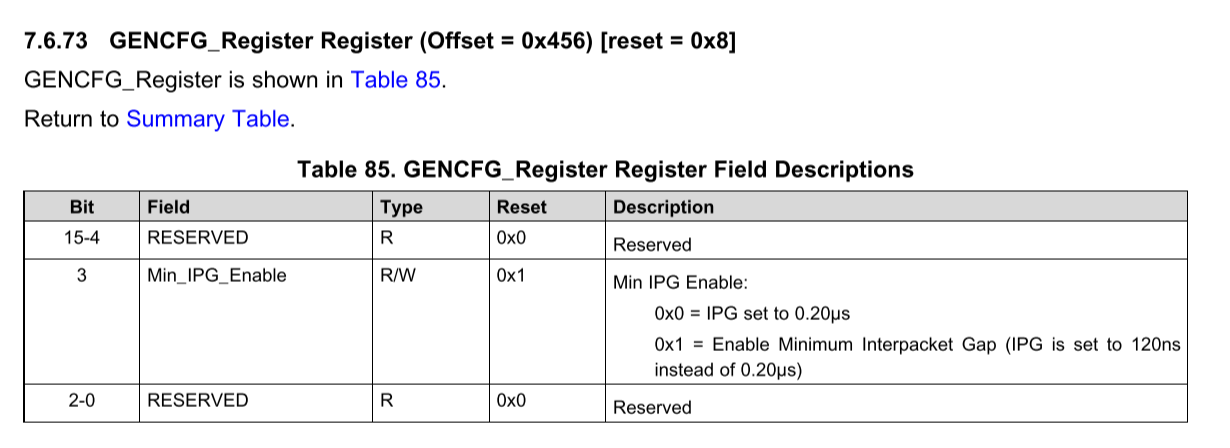 7.6.73 GENCFG_Register Register (Offset = 0x456) [reset = 0x8]
GENCFG_Register is shown in Table 85.
Return to Summary Table.
Table 85. GENCFG_Register Register Field Descriptions
Bit Field Type Reset Description
15-4 RESERVED R 0x0 Reserved
3 Min_IPG_Enable R/W 0x1 Min IPG Enable:
0x0 = IPG set to 0.20µs
0x1 = Enable Minimum Interpacket Gap (IPG is set to 120ns
instead of 0.20µs)
2-0 RESERVED R 0x0 Reserved